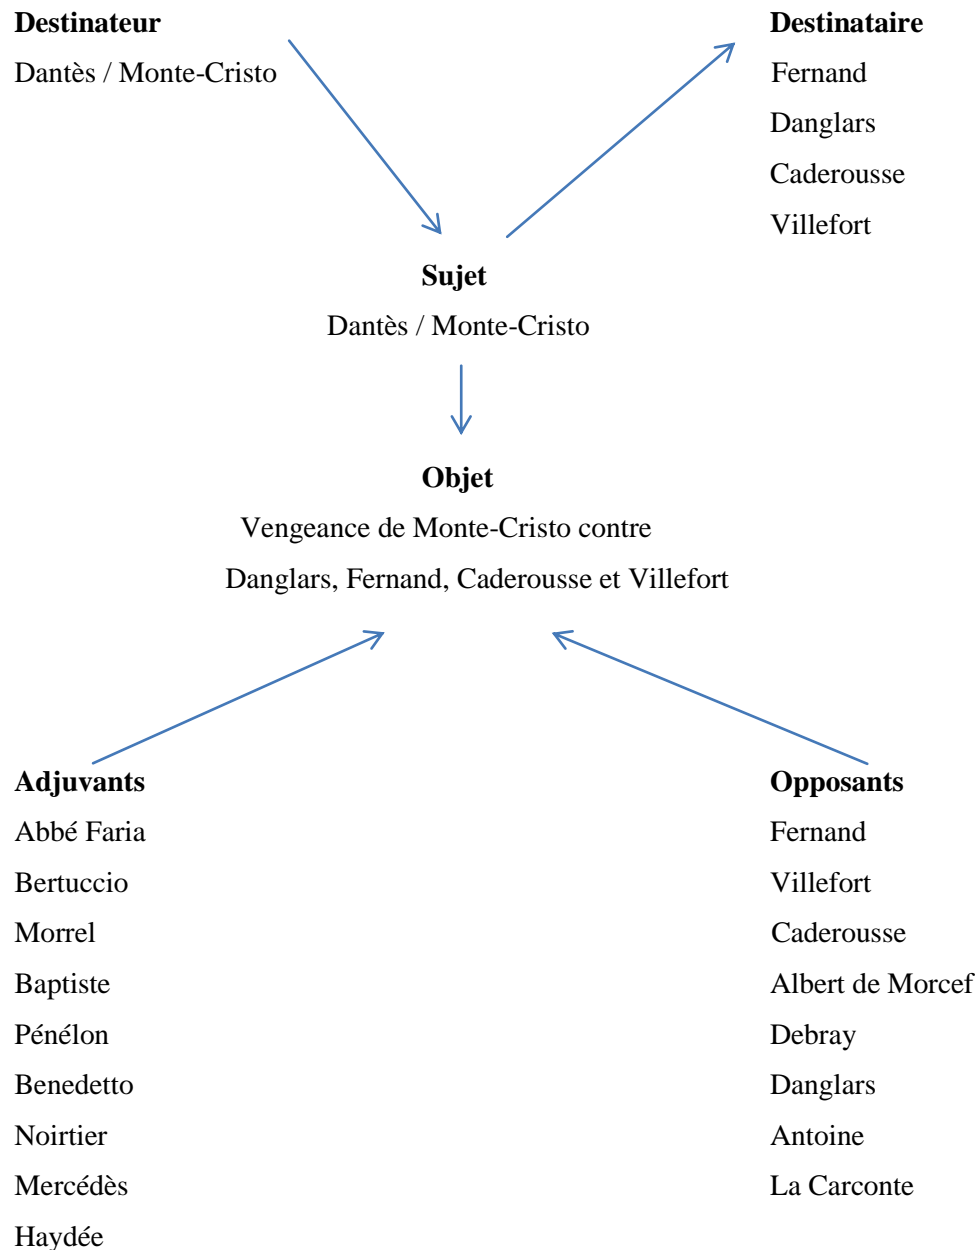 Destinateur
Dantès / Monte-Cristo
Destinataire
Fernand
Danglars
Caderousse
Villefort
Sujet
Dantès / Monte-Cristo
Objet
Vengeance de Monte-Cristo contre
Danglars, Fernand, Caderousse et Villefort
Adjuvants
Abbé Faria
Bertuccio
Morrel
Baptiste
Pénélon
Benedetto
Noirtier
Mercédès
Haydée
Opposants
Fernand
Villefort
Caderousse
Albert de Morcef
Debray
Danglars
Antoine
La Carconte